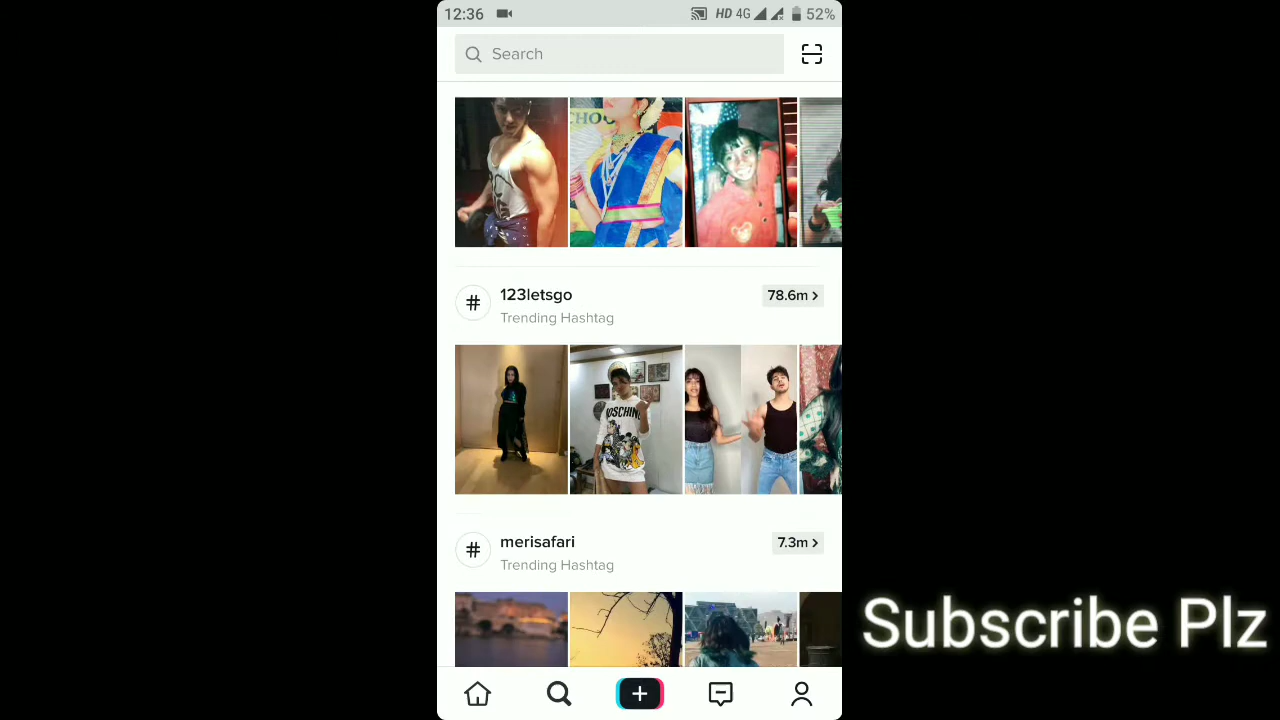 12:36 HD 4G 52%
Search
CHOO
# 123letsgo 78.6m >
Trending Hashtag
MOSCHINO
# merisafari 7.3m >
Trending Hashtag
Subscribe Plz